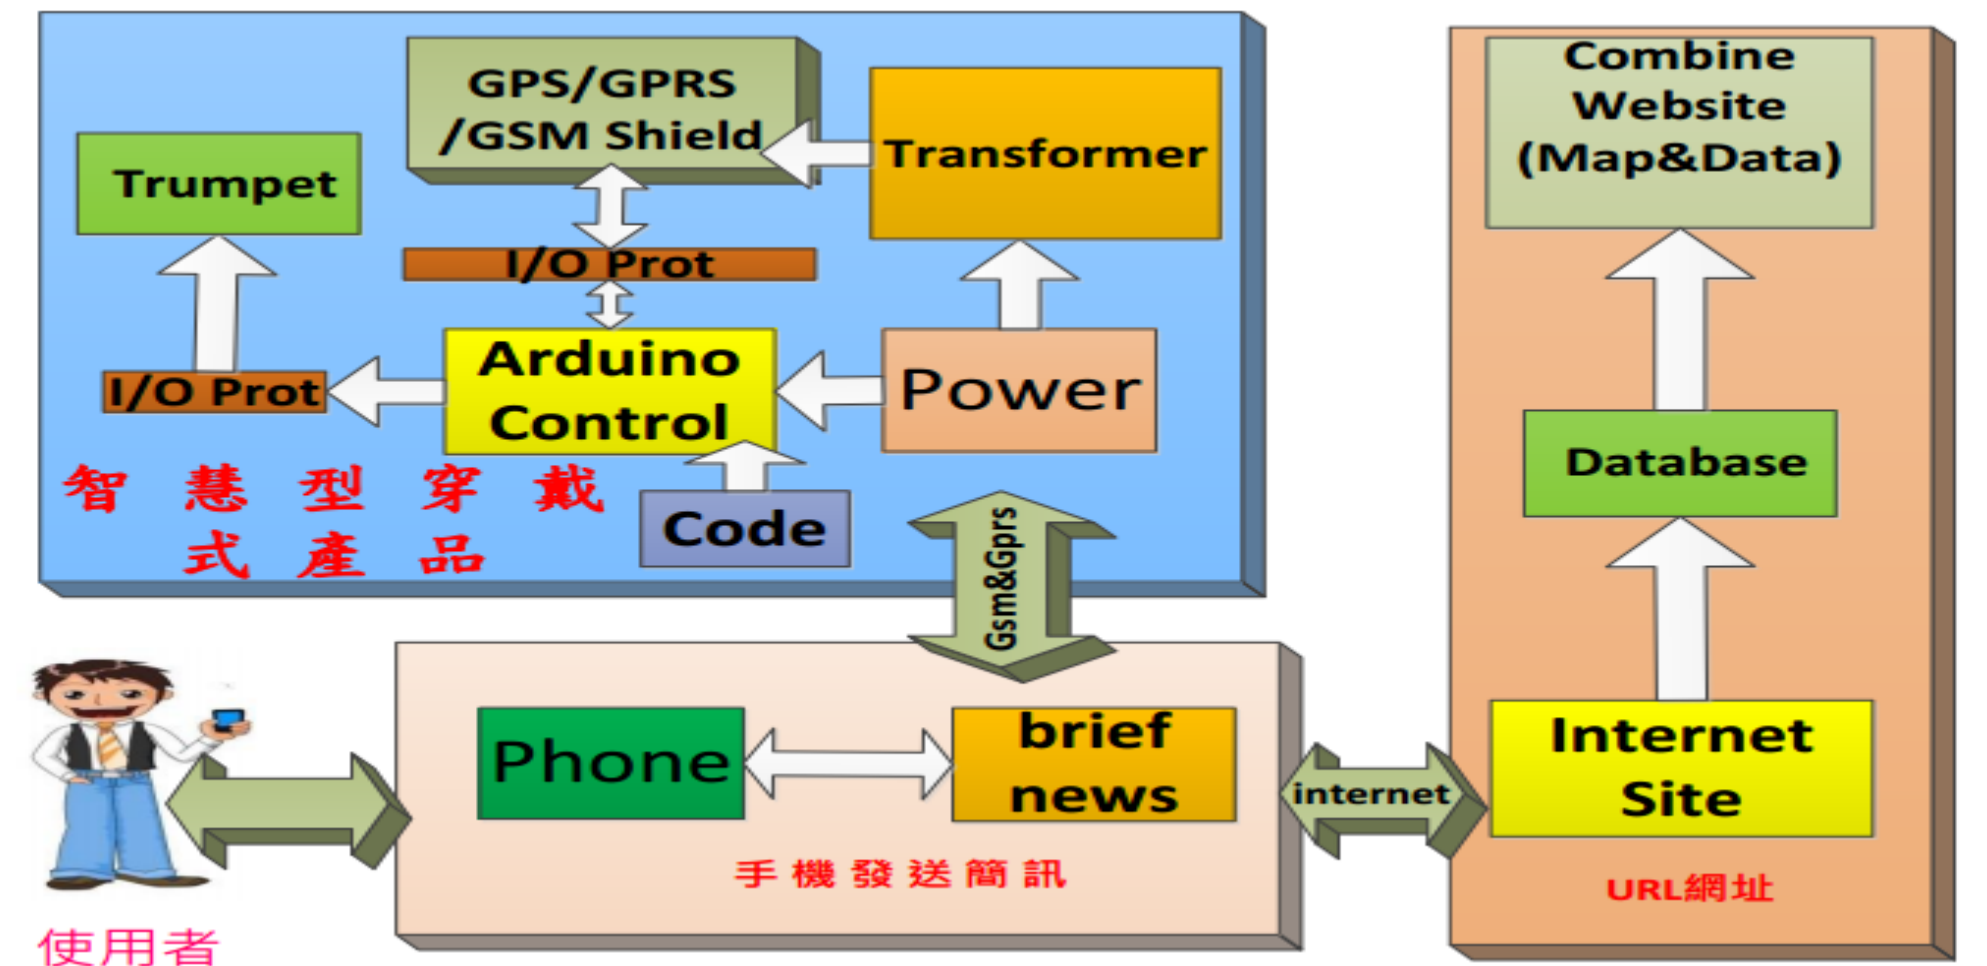 GPS/GPRS
/GSM Shield
Transformer
Trumpet
I/O Prot
Arduino
Control
Power
I/O Prot
Code
智慧型穿戴
式產品
Gsm&Gprs
Phone
brief
news
手機發送簡訊
使用者
internet
Combine
Website
(Map&Data)
Database
Internet
Site
URL網址